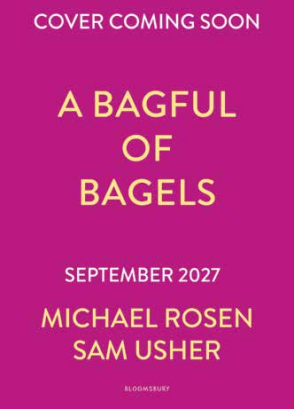 COVER COMING SOON
A BAGFUL
OF
BAGELS
SEPTEMBER 2027
MICHAEL ROSEN
SAM USHER
BLOOMSBURY